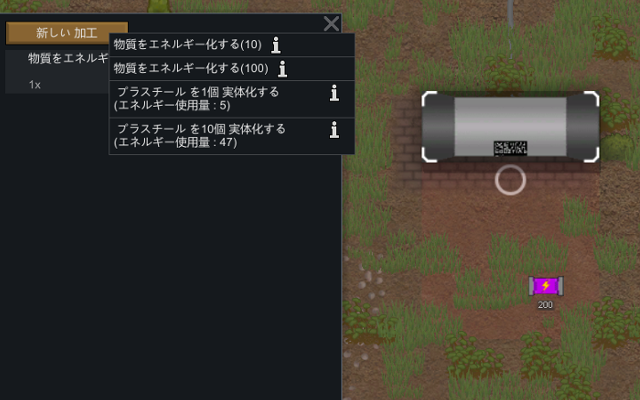 新しい 加工
物質をエネルギー化する(10)
物質をエネルギ
物質をエネルギー化する(100)
1x
プラスチール を1個 実体化する
(エネルギー使用量 : 5)
プラスチール を10個 実体化する
(エネルギー使用量 : 47)
200